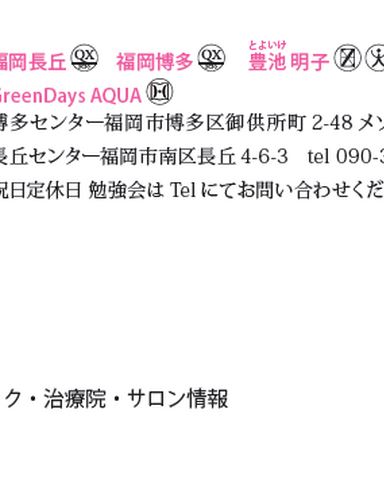 福岡長丘 QX 福岡博多 QX 豊池明子
とよいけ
GreenDays AQUA
博多センター福岡市博多区御供所町 2-48 メゾ
長丘センター福岡市南区長丘 4-6-3 tel 090-3
祝日定休日 勉強会は Tel にてお問い合わせくだ
ク・治療院・サロン情報